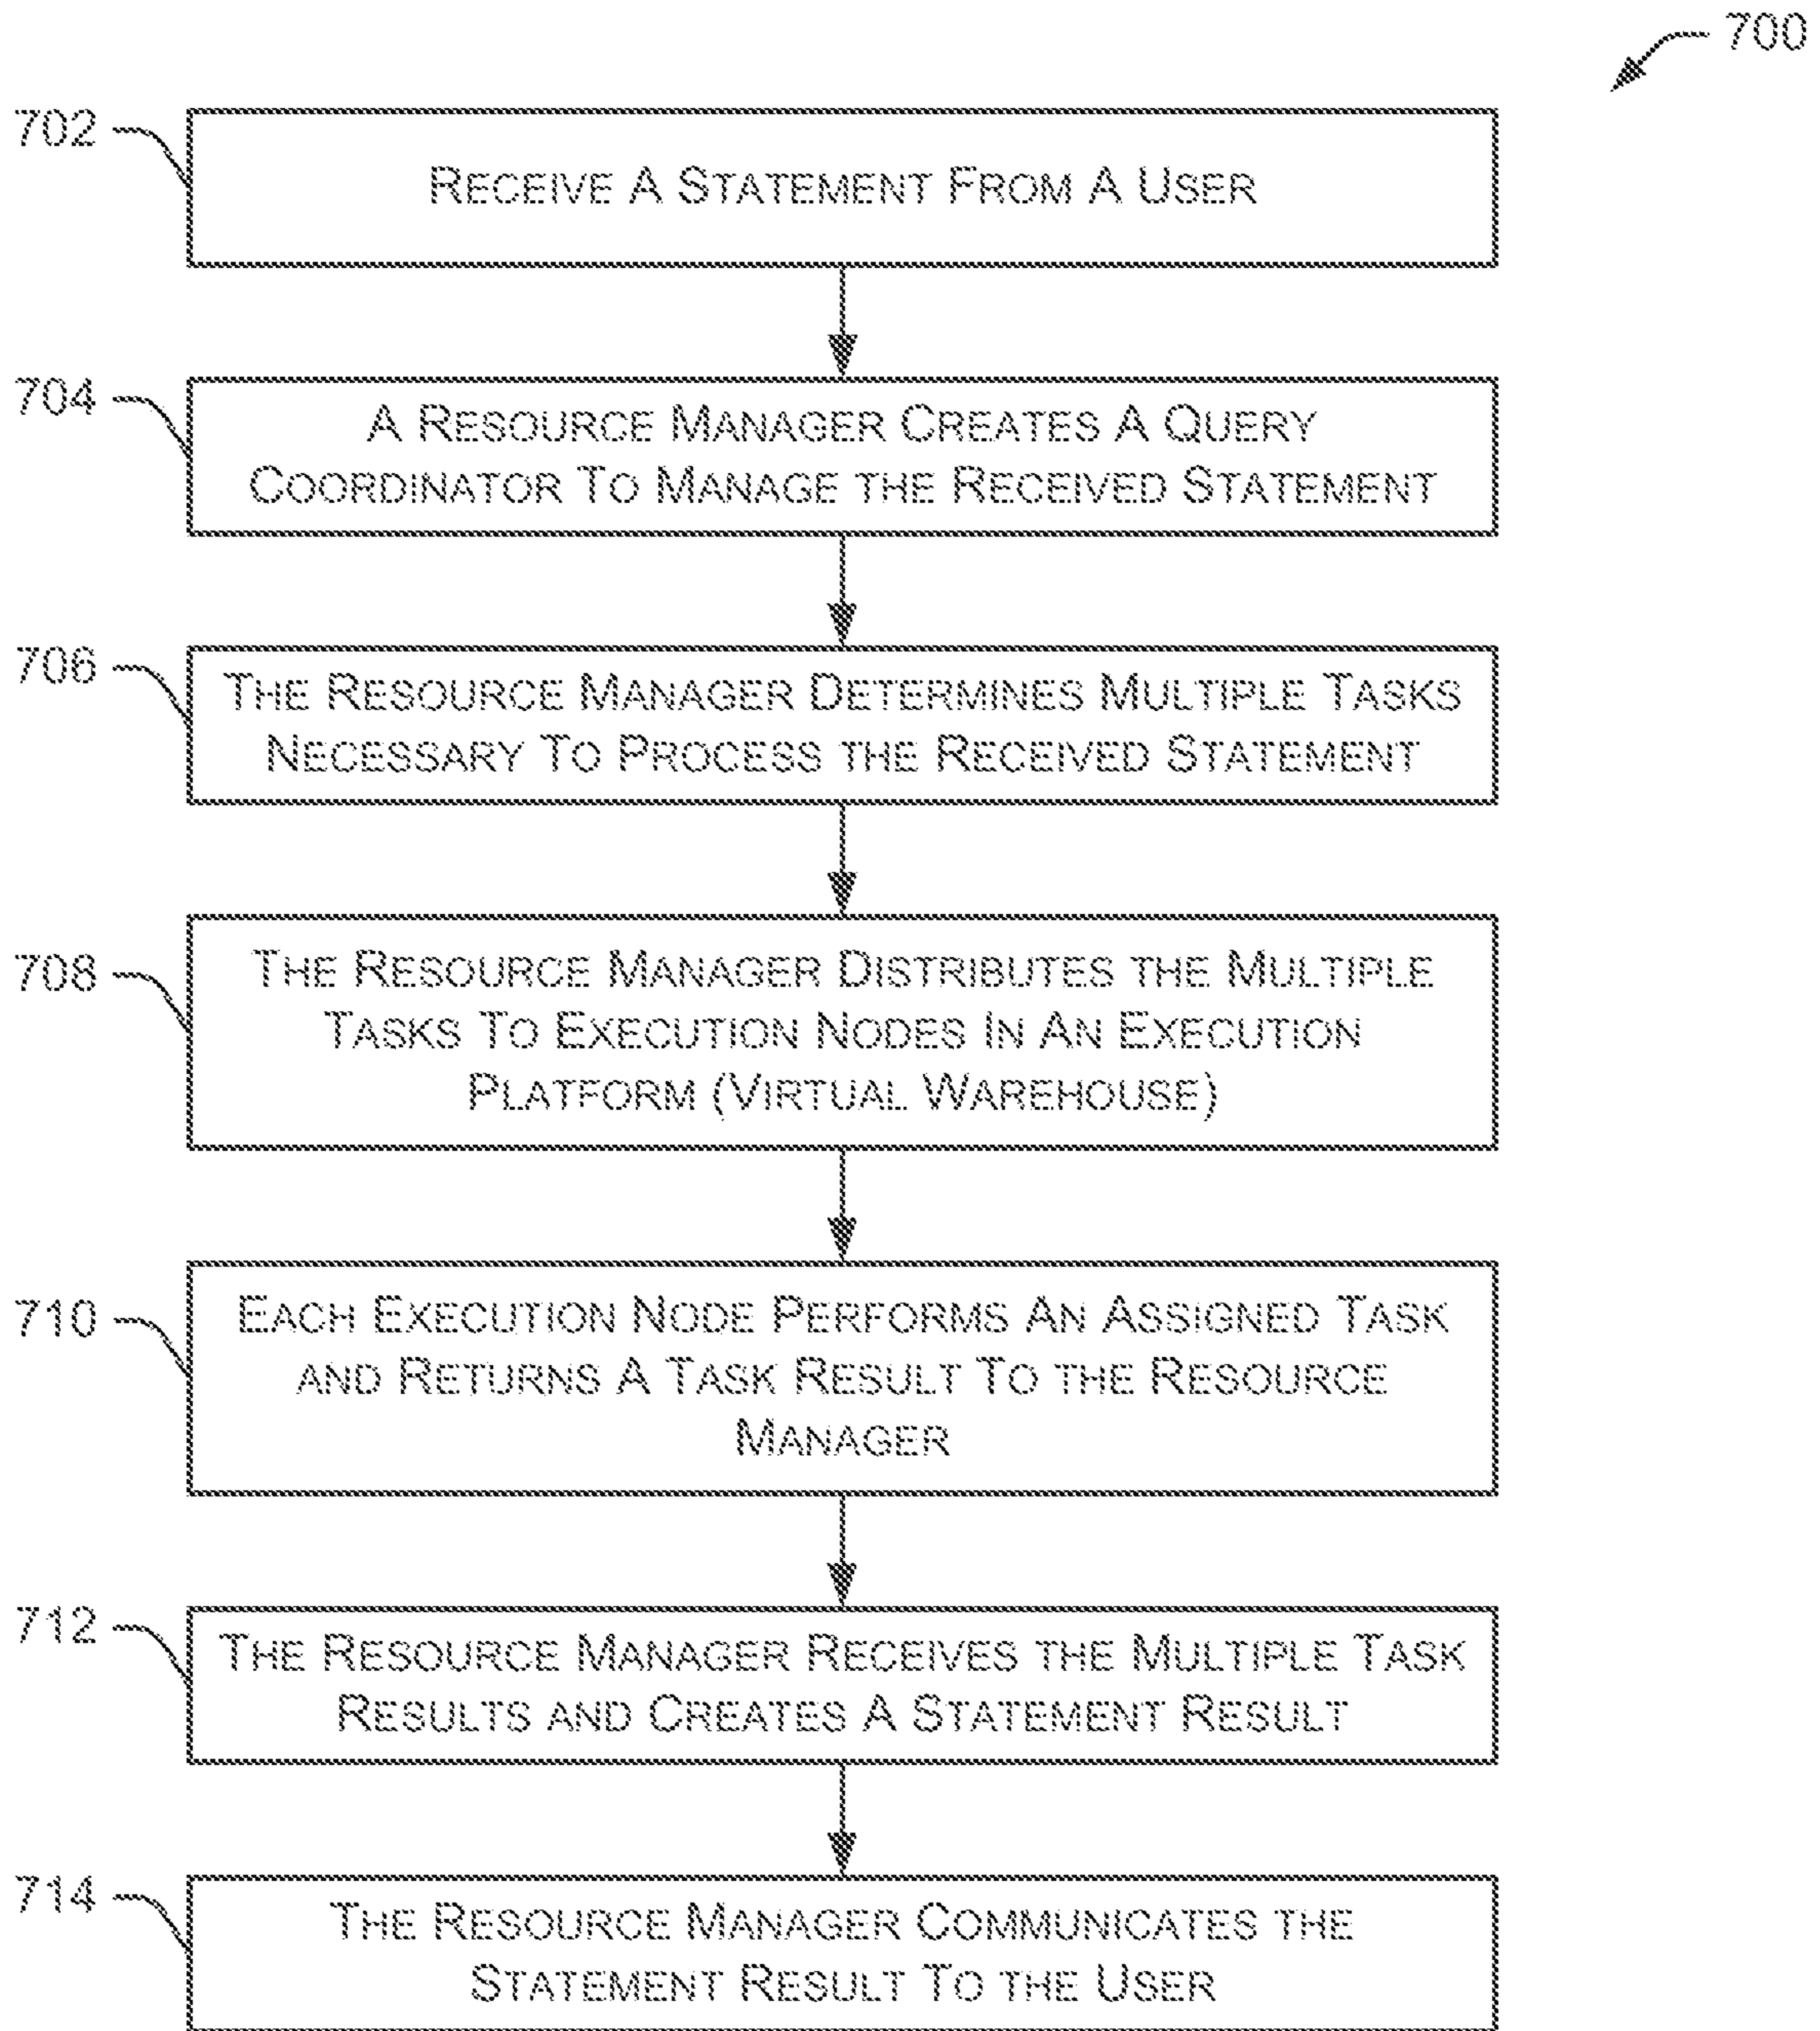 700
702
RECEIVE A STATEMENT FROM A USER
704
A RESOURCE MANAGER CREATES A QUERY
COORDINATOR TO MANAGE THE RECEIVED STATEMENT
706
THE RESOURCE MANAGER DETERMINES MULTIPLE TASKS
NECESSARY TO PROCESS THE RECEIVED STATEMENT
708
THE RESOURCE MANAGER DISTRIBUTES THE MULTIPLE
TASKS TO EXECUTION NODES IN AN EXECUTION
PLATFORM (VIRTUAL WAREHOUSE)
710
EACH EXECUTION NODE PERFORMS AN ASSIGNED TASK
AND RETURNS A TASK RESULT TO THE RESOURCE
MANAGER
712
THE RESOURCE MANAGER RECEIVES THE MULTIPLE TASK
RESULTS AND CREATES A STATEMENT RESULT
714
THE RESOURCE MANAGER COMMUNICATES THE
STATEMENT RESULT TO THE USER